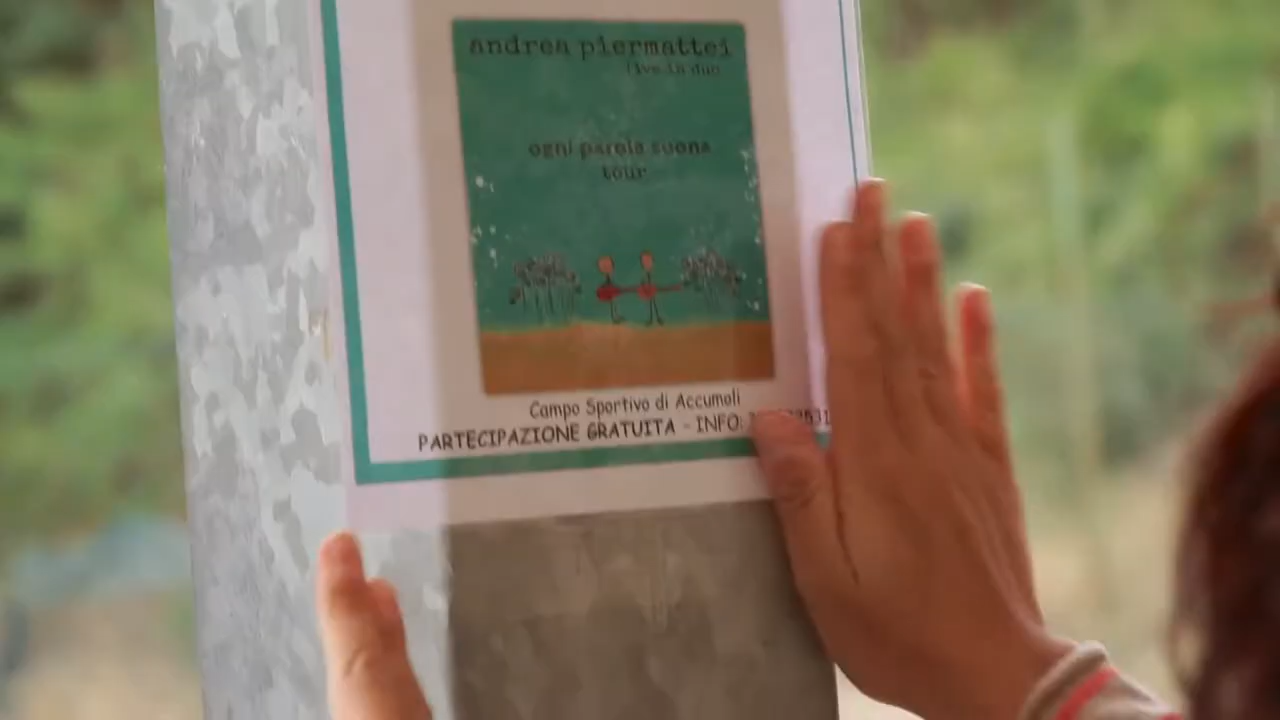 andrea piermattei
live in duo
ogni parola suona
tour
Campo Sportivo di Accumoli
PARTECIPAZIONE GRATUITA - INFO: